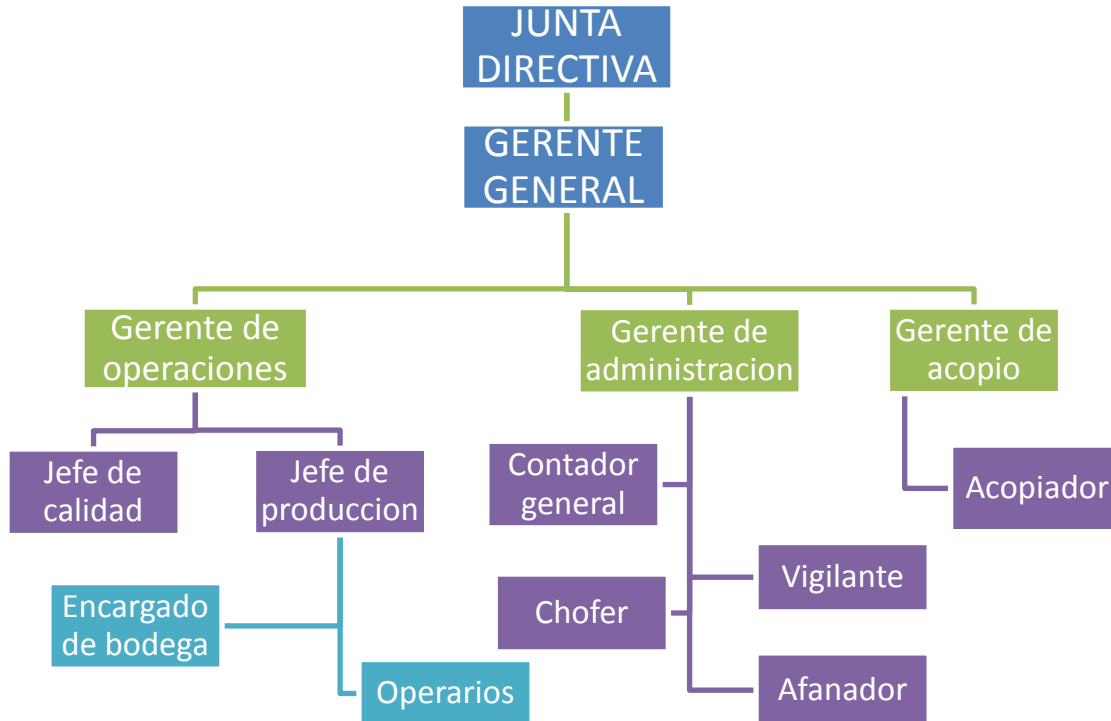 JUNTA
DIRECTIVA
GERENTE
GENERAL
Gerente de
operaciones
Gerente de
administracion
Gerente de
acopio
Jefe de
calidad
Jefe de
produccion
Contador
general
Acopiador
Encargado
de bodega
Chofer
Vigilante
Operarios
Afanador